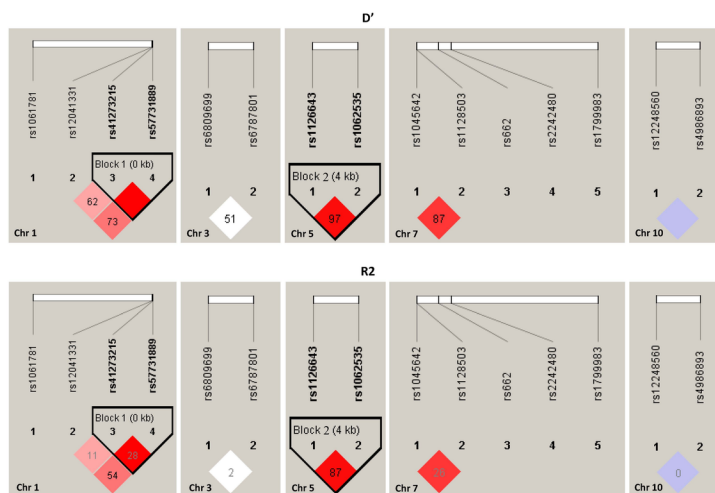 D'
rs1061781
rs12041331
rs41273215
rs57731889
Block 1 (0 kb)
1 2 3 4
62
73
Chr 1
rs6809699
rs6787801
1 2
51
Chr 3
rs1126643
rs1062535
Block 2 (4 kb)
1 2
97
Chr 5
rs1045642
rs1128503
rs662
rs2242480
rs1799983
1 2 3 4 5
87
Chr 7
rs12248560
rs4986893
1 2
Chr 10
R2
rs1061781
rs12041331
rs41273215
rs57731889
Block 1 (0 kb)
1 2 3 4
11 28
54
Chr 1
rs6809699
rs6787801
1 2
2
Chr 3
rs1126643
rs1062535
Block 2 (4 kb)
1 2
87
Chr 5
rs1045642
rs1128503
rs662
rs2242480
rs1799983
1 2 3 4 5
Chr 7
rs12248560
rs4986893
1 2
0
Chr 10